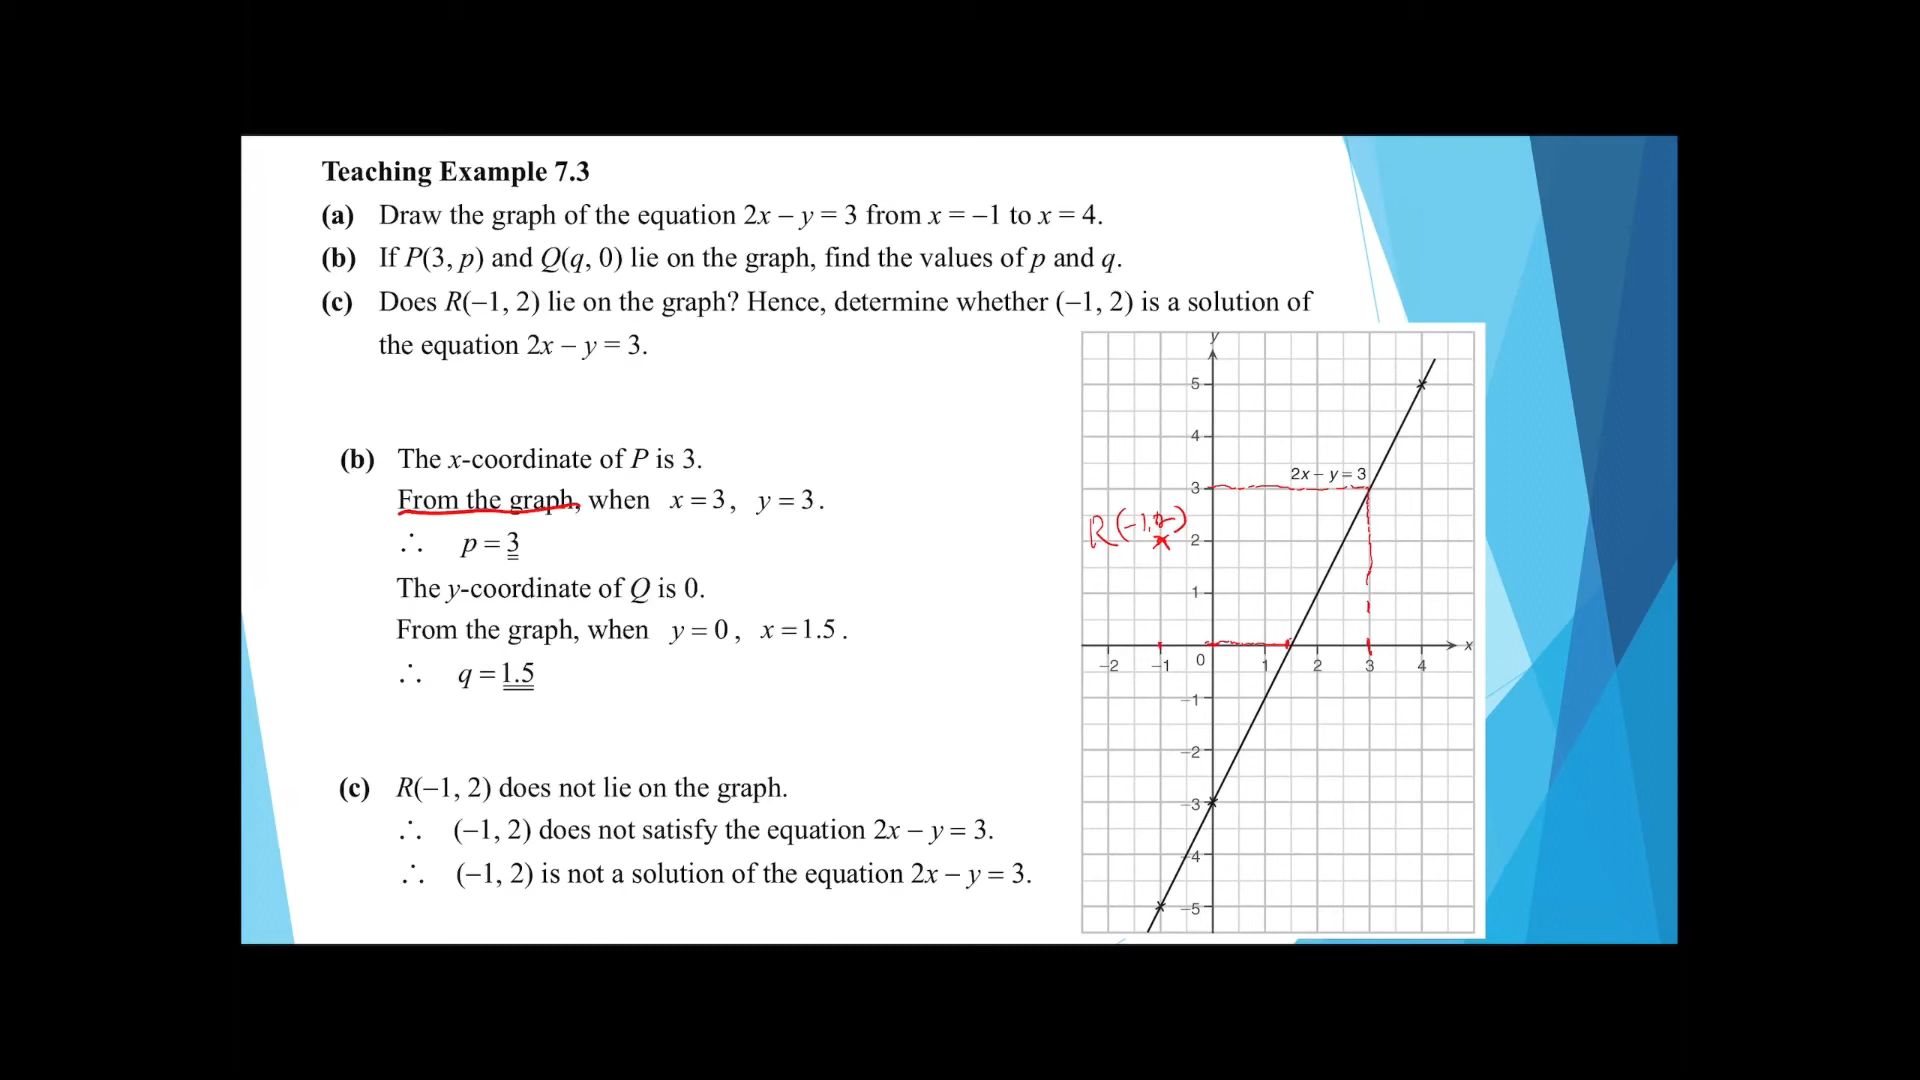 Teaching Example 7.3
(a) Draw the graph of the equation 2x − y = 3 from x = −1 to x = 4.
(b) If P(3, p) and Q(q, 0) lie on the graph, find the values of p and q.
(c) Does R(−1, 2) lie on the graph? Hence, determine whether (−1, 2) is a solution of
the equation 2x − y = 3.
(b) The x-coordinate of P is 3.
From the graph, when x = 3, y = 3.
∴ p = 3
The y-coordinate of Q is 0.
From the graph, when y = 0, x = 1.5.
∴ q = 1.5
(c) R(−1, 2) does not lie on the graph.
∴ (−1, 2) does not satisfy the equation 2x − y = 3.
∴ (−1, 2) is not a solution of the equation 2x − y = 3.
y
5
4
2x − y = 3
3
R(−1, 2)
2
1
x
−2 −1 0 1 2 3 4
−1
−2
−3
−4
−5